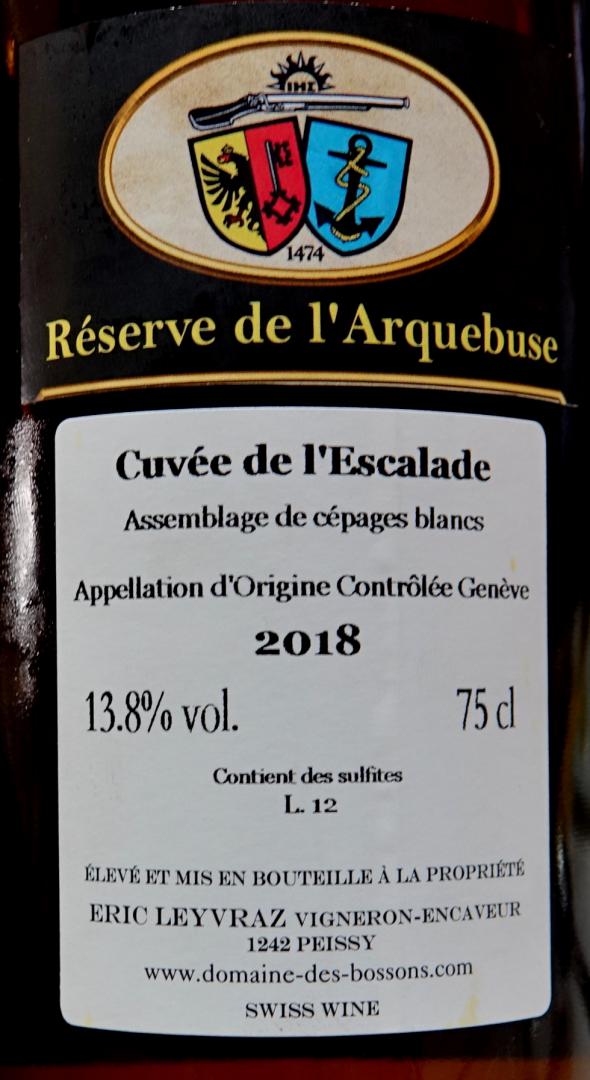 IHS
1474
Réserve de l'Arquebuse
Cuvée de l'Escalade
Assemblage de cépages blancs
Appellation d'Origine Contrôlée Genève
2018
13.8% vol. 75 cl
Contient des sulfites
L. 12
ÉLEVÉ ET MIS EN BOUTEILLE À LA PROPRIÉTÉ
ERIC LEYVRAZ VIGNERON-ENCAVEUR
1242 PEISSY
www.domaine-des-bossons.com
SWISS WINE